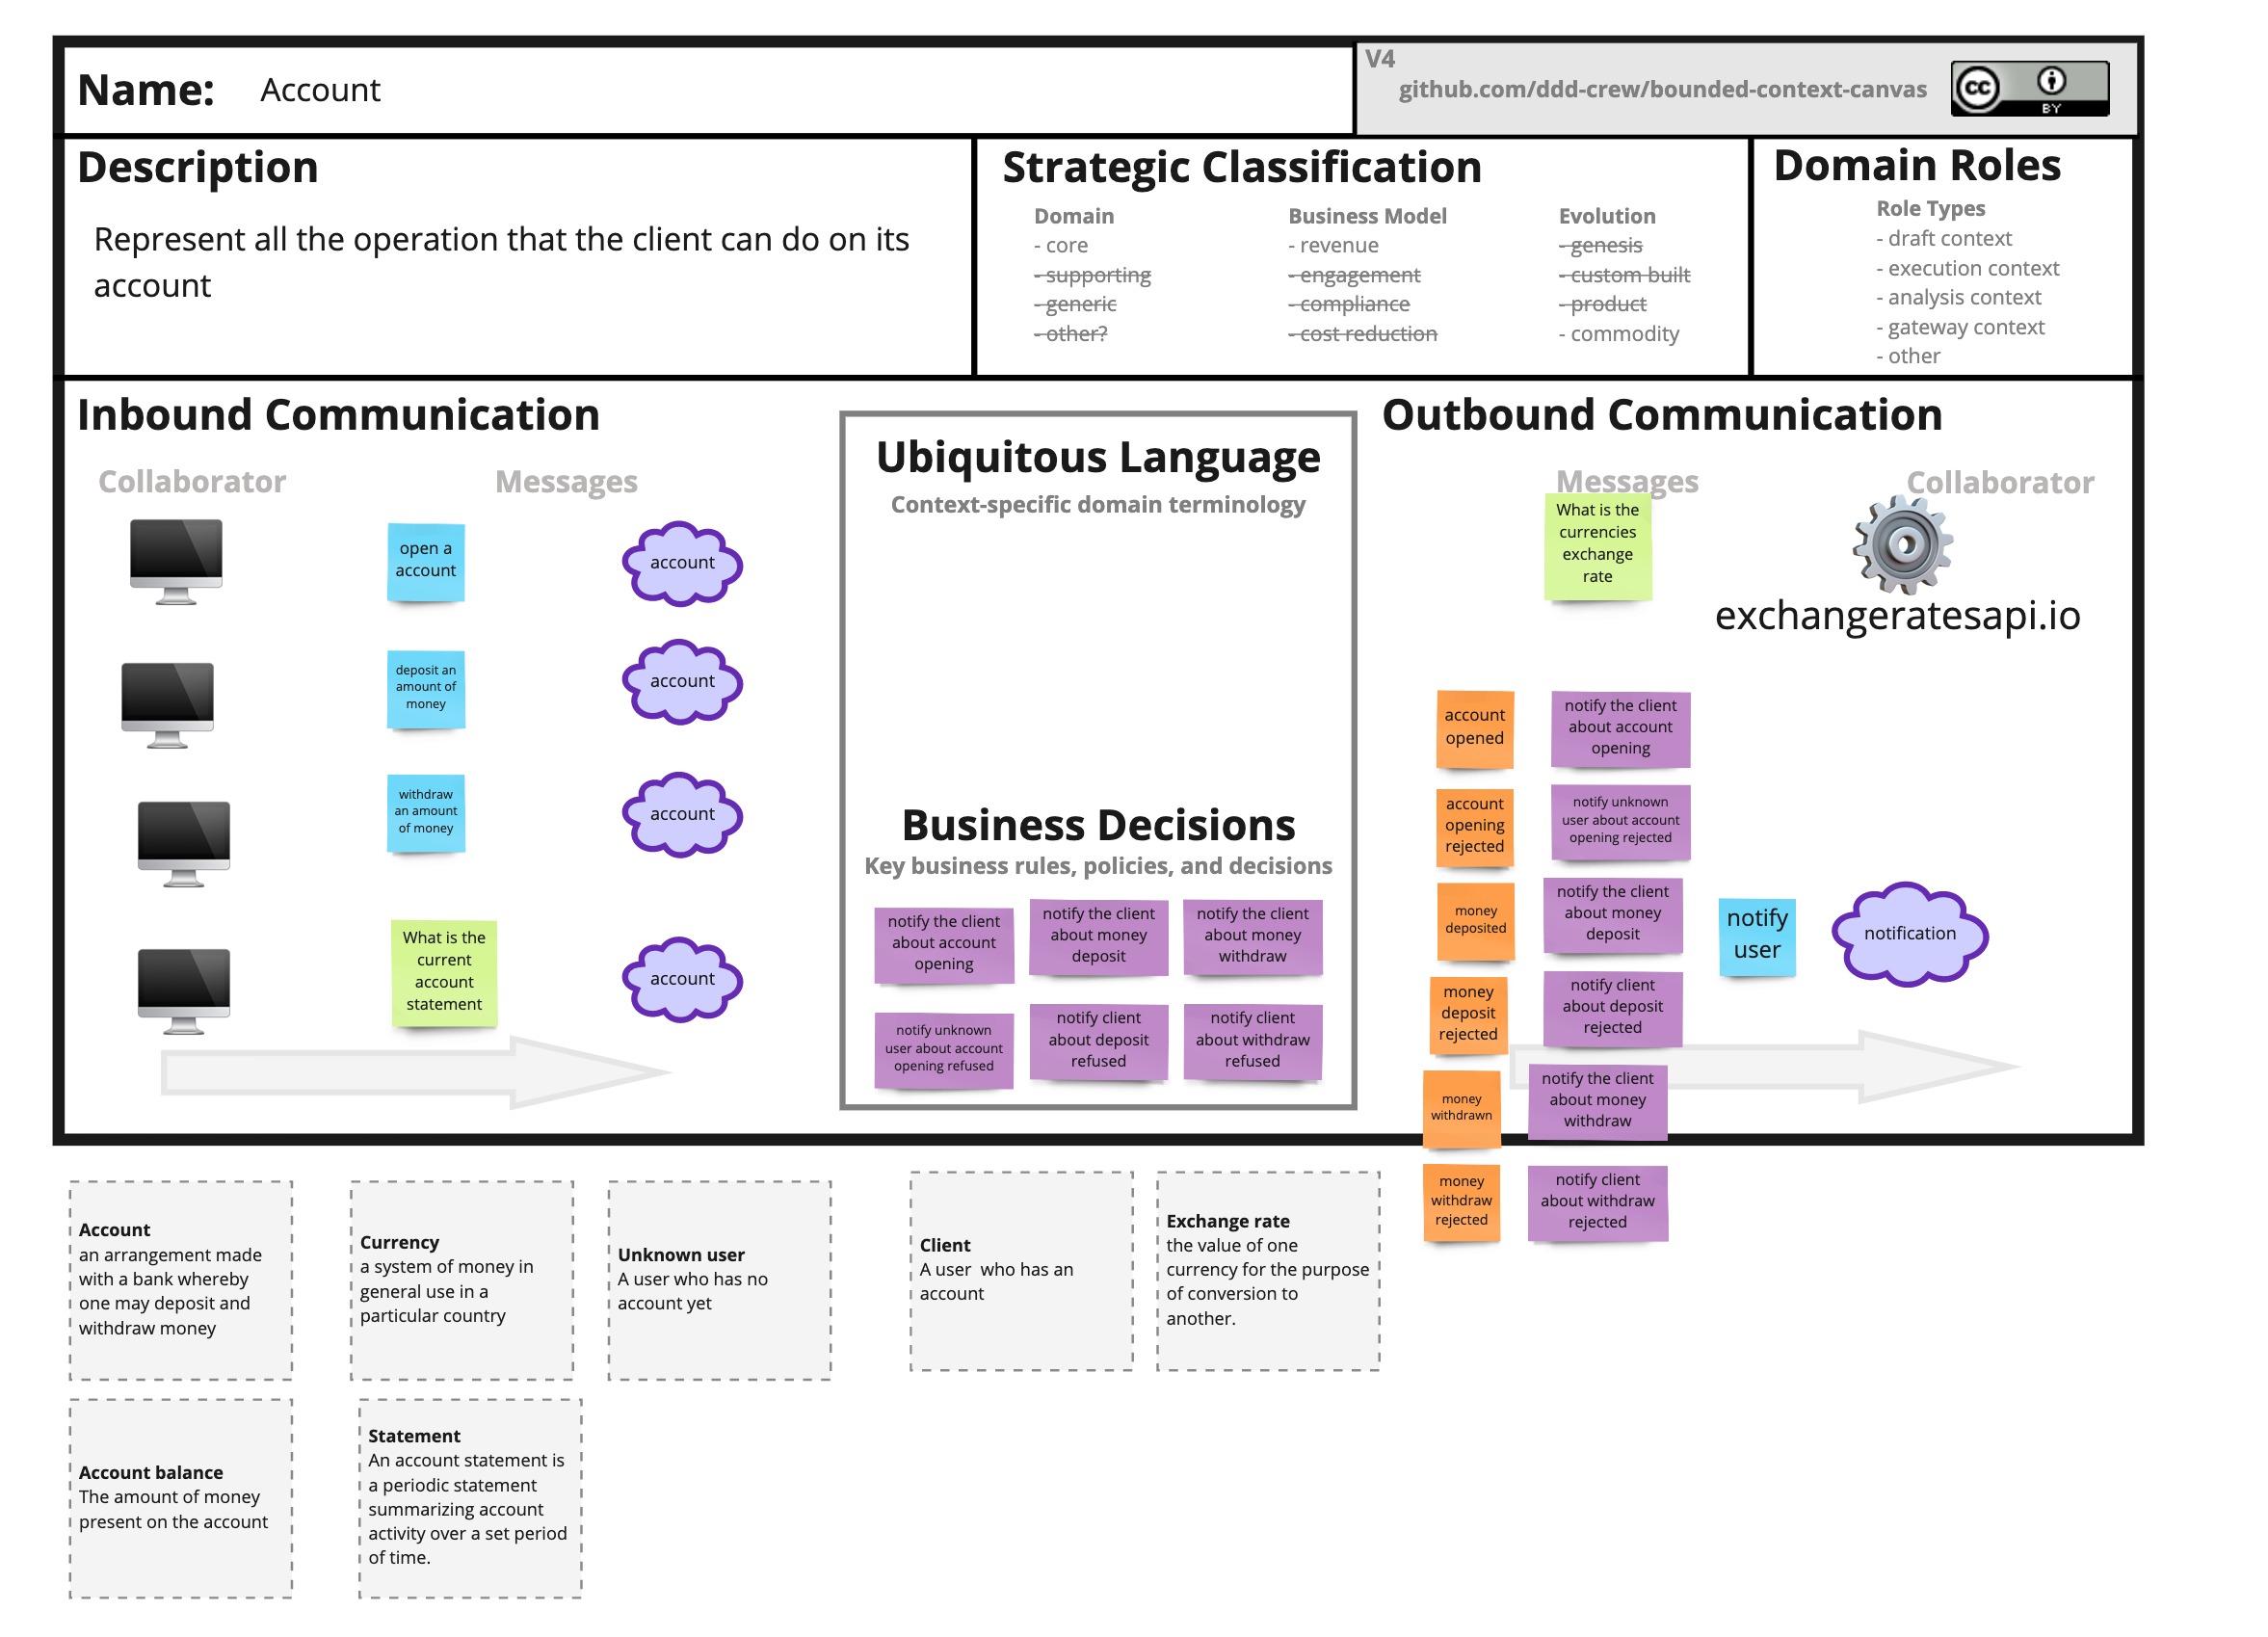 Name: Account
V4
github.com/ddd-crew/bounded-context-canvas
cc
BY
Description
Represent all the operation that the client can do on its
account
Strategic Classification
Domain
- core
- supporting
- generic
- other?
Business Model
- revenue
- engagement
- compliance
- cost reduction
Evolution
- genesis
- custom built
- product
- commodity
Domain Roles
Role Types
- draft context
- execution context
- analysis context
- gateway context
- other
Inbound Communication
Collaborator
Messages
open a
account
account
deposit an
amount of
money
account
withdraw
an amount
of money
account
What is the
current
account
statement
account
Ubiquitous Language
Context-specific domain terminology
Business Decisions
Key business rules, policies, and decisions
notify the client
about account
opening
notify the client
about money
deposit
notify the client
about money
withdraw
notify unknown
user about account
opening refused
notify client
about deposit
refused
notify client
about withdraw
refused
Outbound Communication
Messages
Collaborator
What is the
currencies
exchange
rate
exchangeratesapi.io
account
opened
notify the client
about account
opening
account
opening
rejected
notify unknown
user about account
opening rejected
money
deposited
notify the client
about money
deposit
notify
user
notification
money
deposit
rejected
notify client
about deposit
rejected
money
withdrawn
notify the client
about money
withdraw
money
withdraw
rejected
notify client
about withdraw
rejected
Account
an arrangement made
with a bank whereby
one may deposit and
withdraw money
Currency
a system of money in
general use in a
particular country
Unknown user
A user who has no
account yet
Client
A user who has an
account
Exchange rate
the value of one
currency for the purpose
of conversion to
another.
Account balance
The amount of money
present on the account
Statement
An account statement is
a periodic statement
summarizing account
activity over a set period
of time.